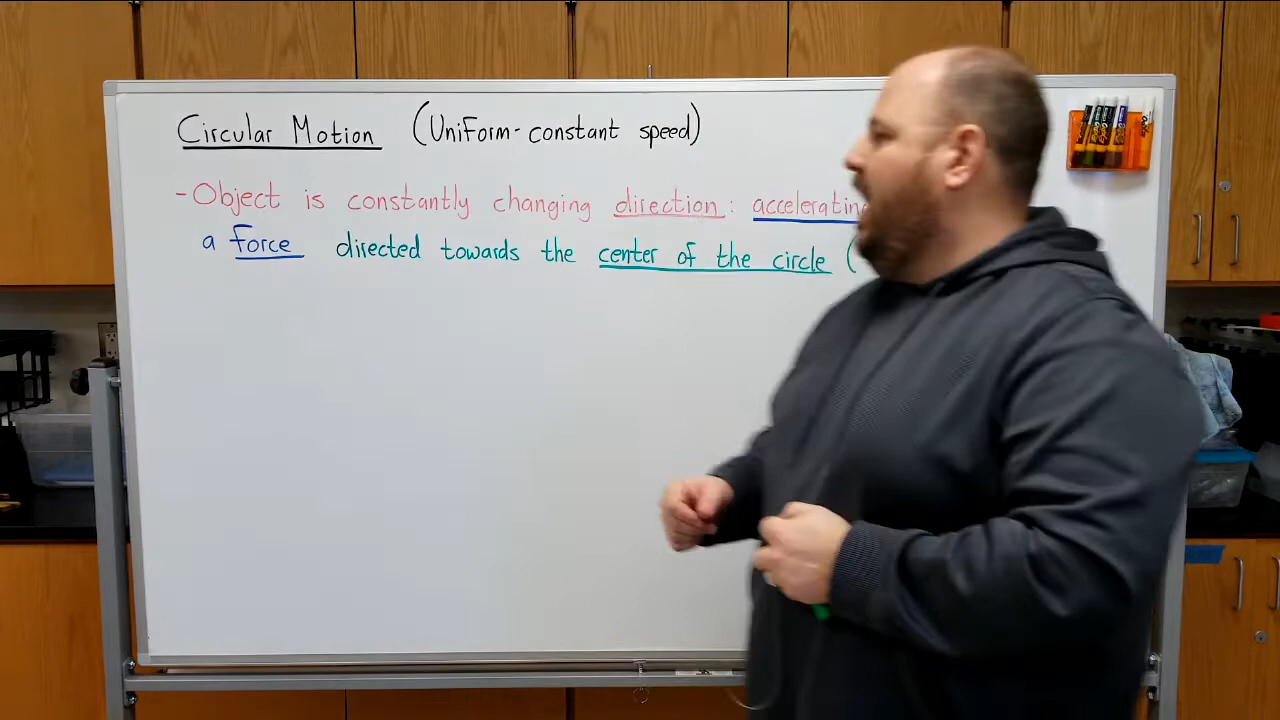 Circular Motion (Uniform-constant speed)
-Object is constantly changing direction: accelerating
a force directed towards the center of the circle (